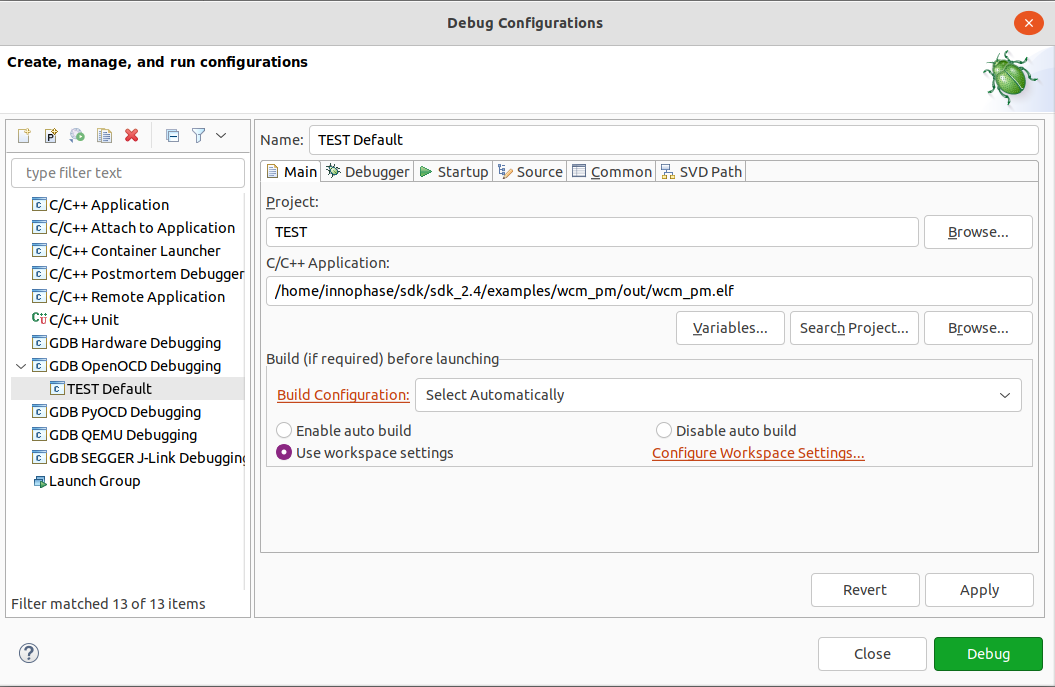 Debug Configurations
Create, manage, and run configurations
type filter text
C/C++ Application
C/C++ Attach to Application
C/C++ Container Launcher
C/C++ Postmortem Debugger
C/C++ Remote Application
C/C++ Unit
GDB Hardware Debugging
GDB OpenOCD Debugging
TEST Default
GDB PyOCD Debugging
GDB QEMU Debugging
GDB SEGGER J-Link Debugging
Launch Group
Filter matched 13 of 13 items
Name: TEST Default
Main Debugger Startup Source Common SVD Path
Project:
TEST Browse...
C/C++ Application:
/home/innophase/sdk/sdk_2.4/examples/wcm_pm/out/wcm_pm.elf
Variables... Search Project... Browse...
Build (if required) before launching
Build Configuration: Select Automatically
Enable auto build Disable auto build
Use workspace settings Configure Workspace Settings...
Revert Apply
? Close Debug